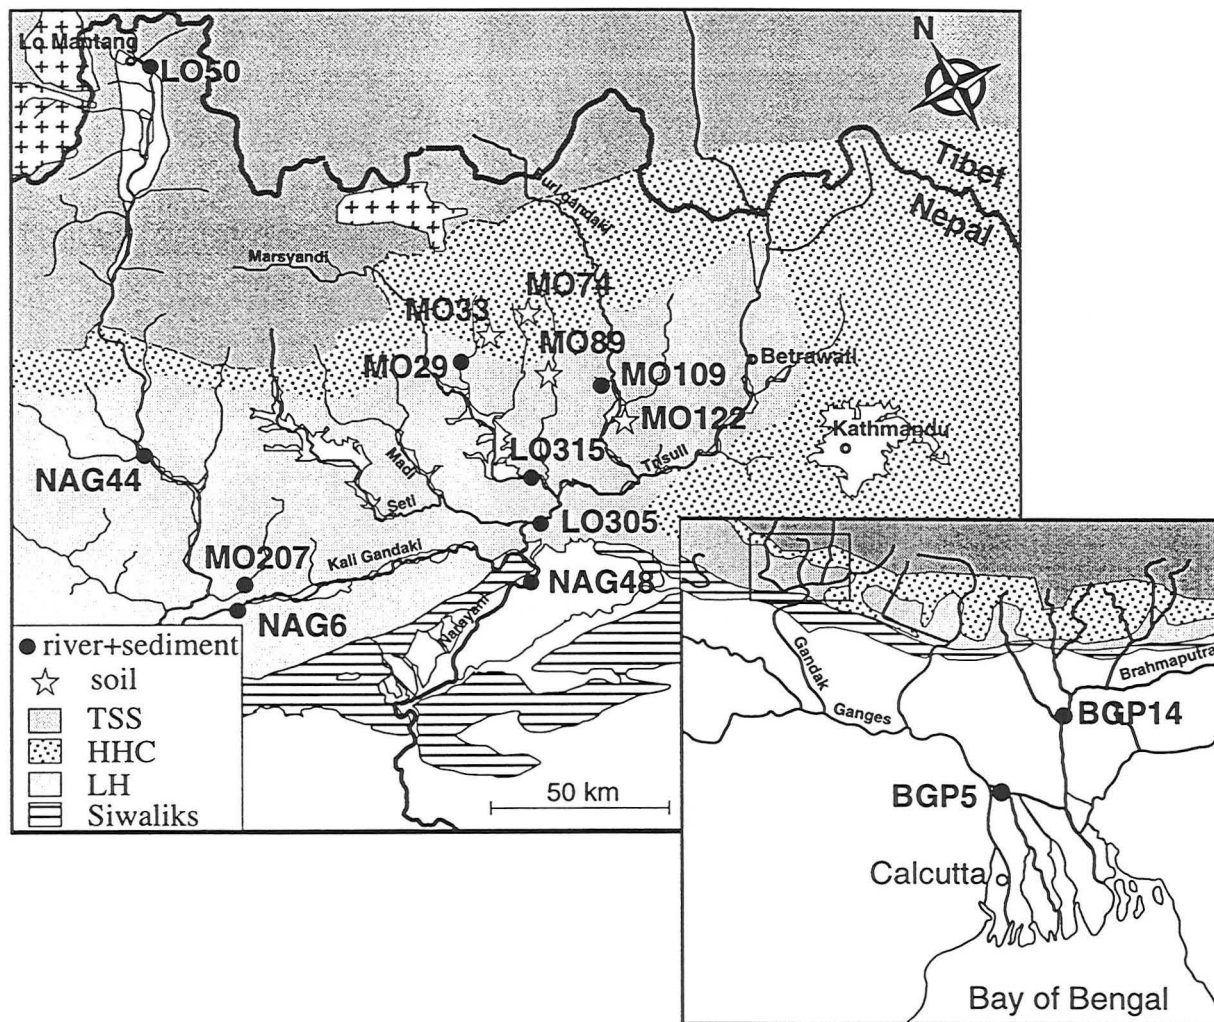 N
Lo Mantang
LO50
Tibet
Nepal
Buri gandaki
Marsyandi
MO74
MO33
MO89
MO29
Betrawati
MO109
MO122
Kathmandu
LO315
Madi
Trisuli
NAG44
Seti
LO305
MO207
Kali Gandaki
NAG48
NAG6
Narayani
river+sediment
soil
TSS
HHC
LH
Siwaliks
50 km
Gandak
Ganges
Brahmaputra
BGP14
BGP5
Calcutta
Bay of Bengal